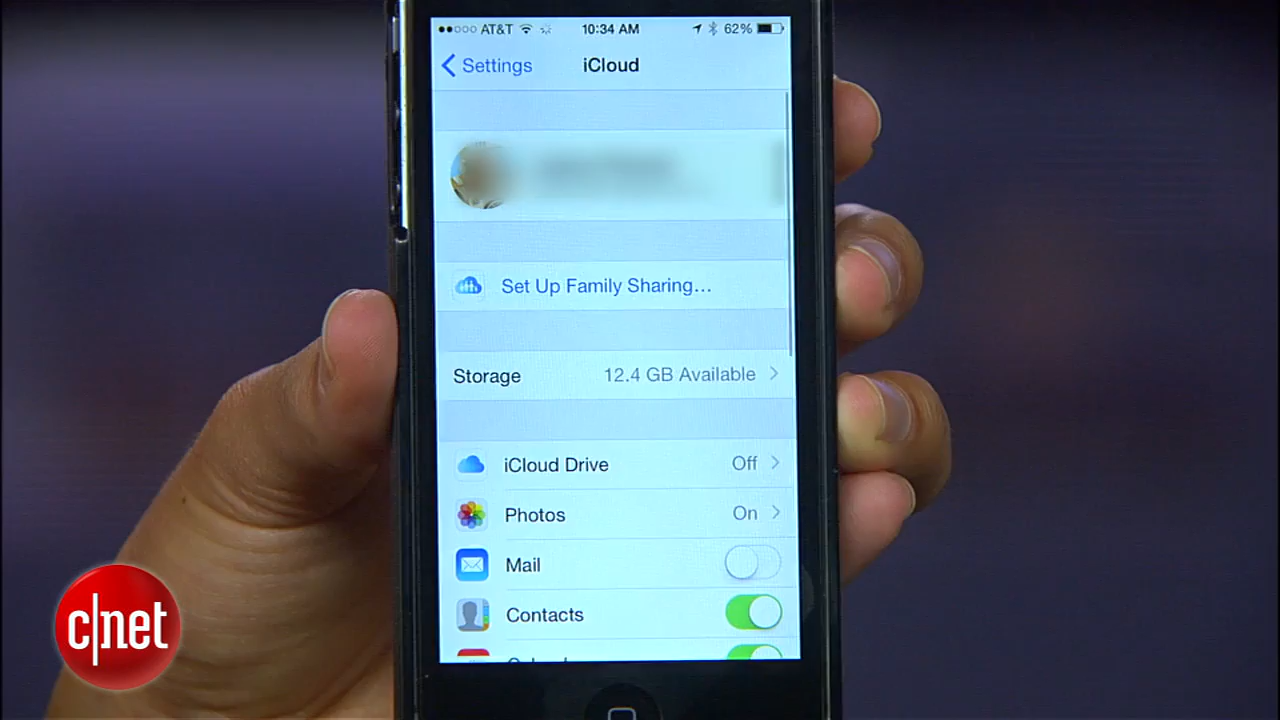 AT&T 10:34 AM 62%
Settings iCloud
Set Up Family Sharing...
Storage 12.4 GB Available
iCloud Drive Off
Photos On
Mail
Contacts
c|net